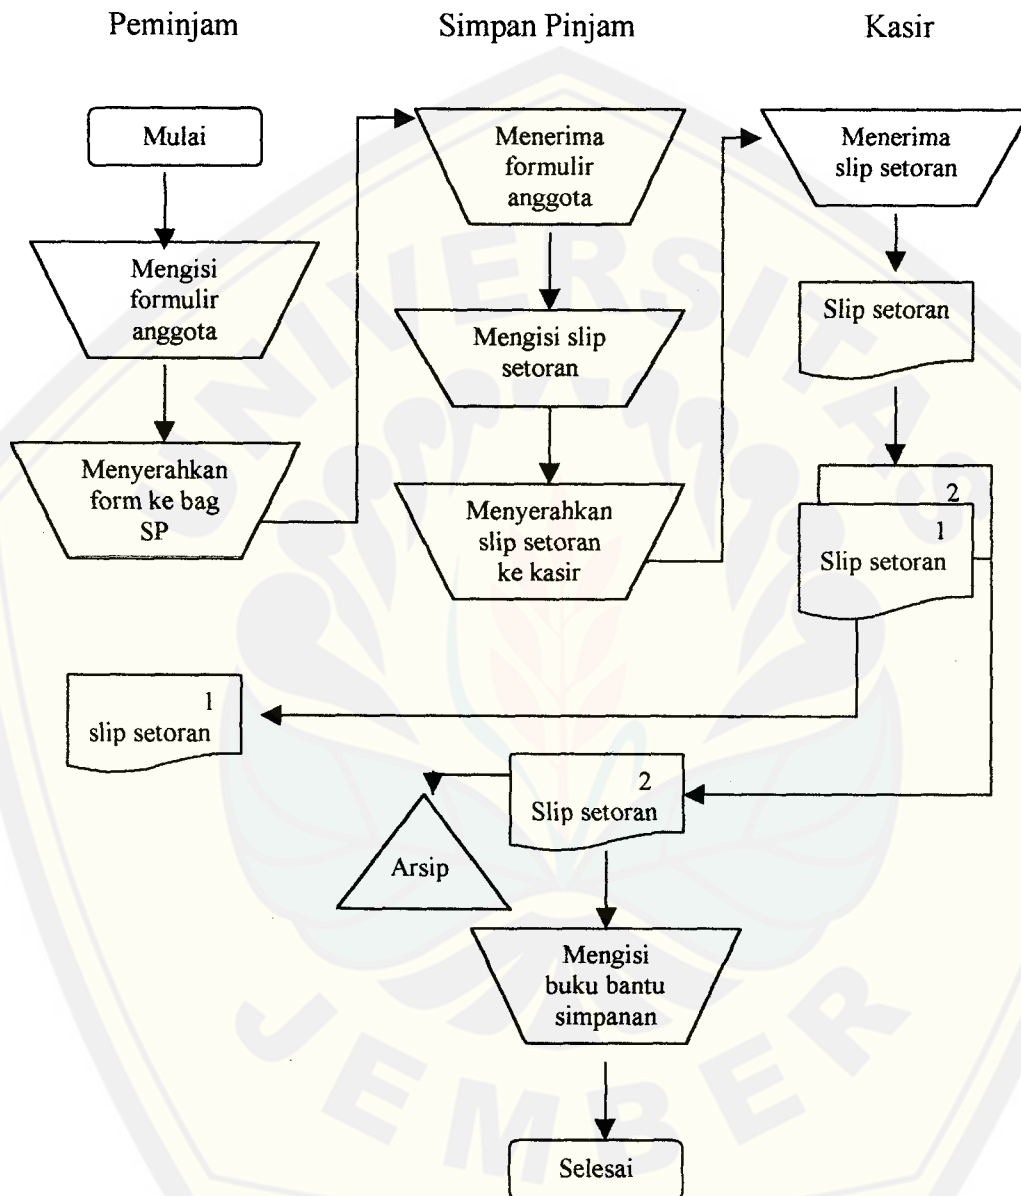 Peminjam
Simpan Pinjam
Kasir
Mulai
Mengisi
formulir
anggota
Menyerahkan
form ke bag
SP
Menerima
formulir
anggota
Mengisi slip
setoran
Menyerahkan
slip setoran
ke kasir
Menerima
slip setoran
Slip setoran
2
1
Slip setoran
1
slip setoran
2
Slip setoran
Arsip
Mengisi
buku bantu
simpanan
Selesai
UNIVERSITAS
JEMBER